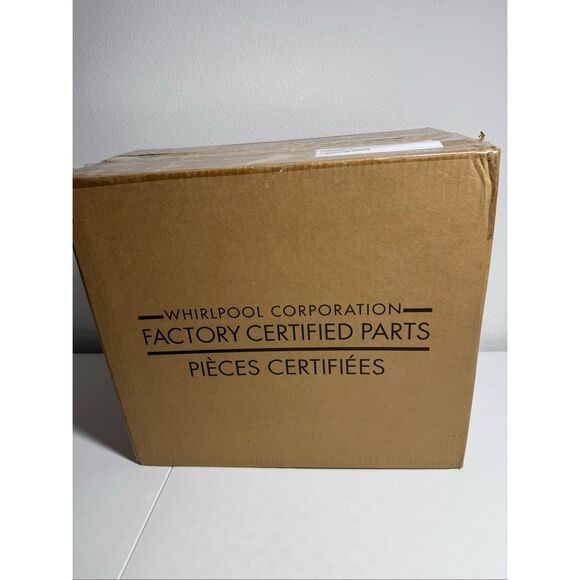 WHIRLPOOL CORPORATION
FACTORY CERTIFIED PARTS
PIÈCES CERTIFIÉES